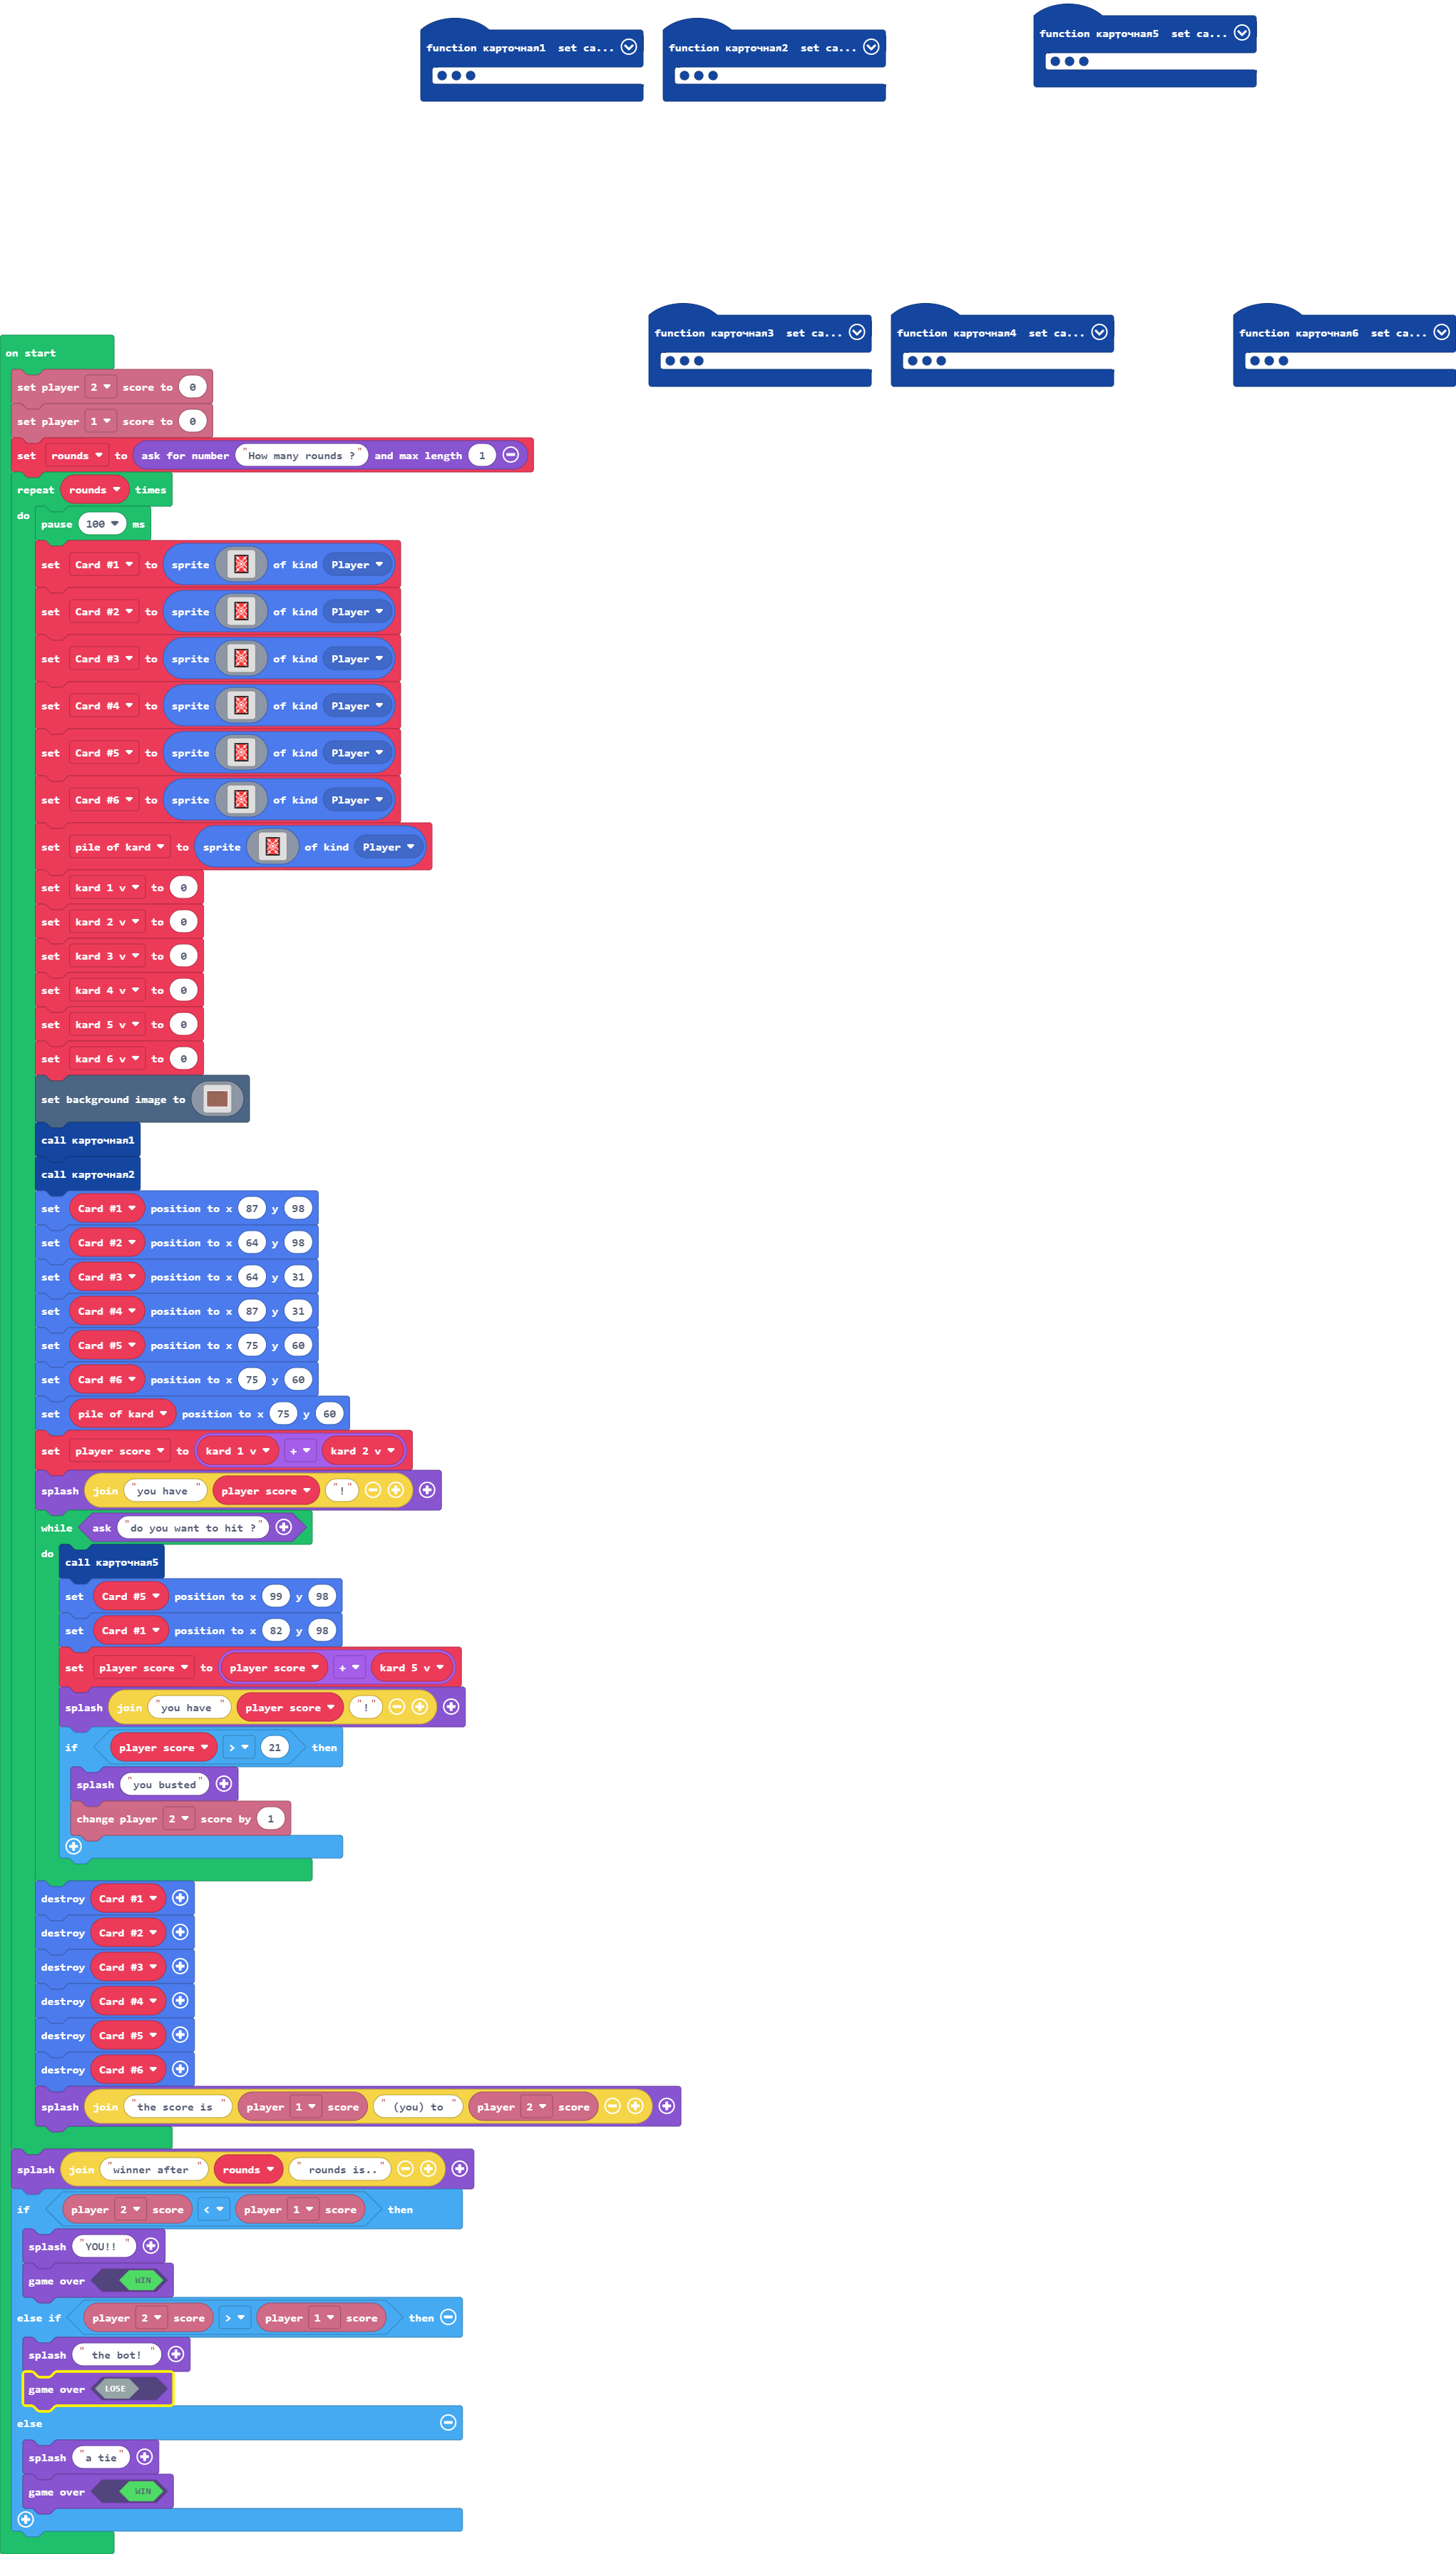 function карточная1 set ca...
function карточная2 set ca...
function карточная5 set ca...
function карточная3 set ca...
function карточная4 set ca...
function карточная6 set ca...
on start
set player 2 score to 0
set player 1 score to 0
set rounds to ask for number "How many rounds ?" and max length 1
repeat rounds times
do
pause 100 ms
set Card #1 to sprite of kind Player
set Card #2 to sprite of kind Player
set Card #3 to sprite of kind Player
set Card #4 to sprite of kind Player
set Card #5 to sprite of kind Player
set Card #6 to sprite of kind Player
set pile of kard to sprite of kind Player
set kard 1 v to 0
set kard 2 v to 0
set kard 3 v to 0
set kard 4 v to 0
set kard 5 v to 0
set kard 6 v to 0
set background image to
call карточная1
call карточная2
set Card #1 position to x 87 y 98
set Card #2 position to x 64 y 98
set Card #3 position to x 64 y 31
set Card #4 position to x 87 y 31
set Card #5 position to x 75 y 60
set Card #6 position to x 75 y 60
set pile of kard position to x 75 y 60
set player score to kard 1 v + kard 2 v
splash join "you have " player score "!"
while ask "do you want to hit ?"
do
call карточная5
set Card #5 position to x 99 y 98
set Card #1 position to x 82 y 98
set player score to player score + kard 5 v
splash join "you have " player score "!"
if player score > 21 then
splash "you busted"
change player 2 score by 1
destroy Card #1
destroy Card #2
destroy Card #3
destroy Card #4
destroy Card #5
destroy Card #6
splash join "the score is " player 1 score " (you) to " player 2 score
splash join "winner after " rounds " rounds is.."
if player 2 score < player 1 score then
splash "YOU!! "
game over WIN
else if player 2 score > player 1 score then
splash " the bot! "
game over LOSE
else
splash "a tie"
game over WIN